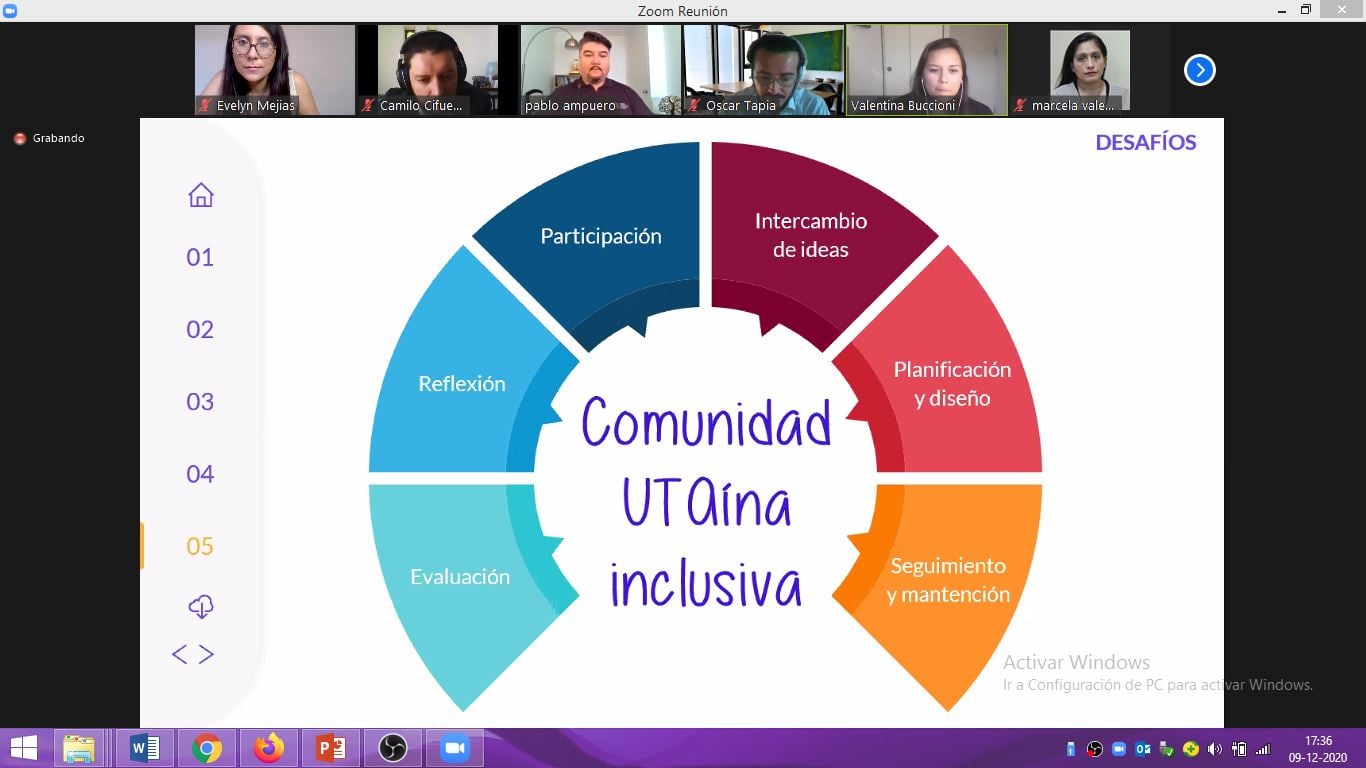 Zoom Reunión
Evelyn Mejias
Camilo Cifue...
pablo ampuero
Oscar Tapia
Valentina Buccioni
marcela vale...
Grabando
DESAFÍOS
01
02
03
04
05
Participación
Intercambio
de ideas
Reflexión
Planificación
y diseño
Evaluación
Seguimiento
y mantención
Comunidad
UTAína
inclusiva
Activar Windows
Ir a Configuración de PC para activar Windows.
17:36
09-12-2020